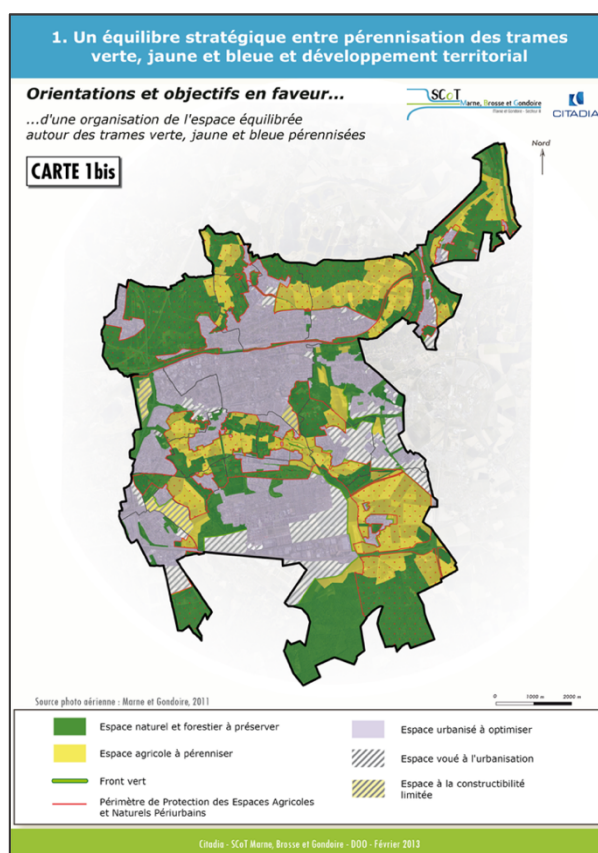 1. Un équilibre stratégique entre pérennisation des trames
verte, jaune et bleue et développement territorial
Orientations et objectifs en faveur...
...d'une organisation de l'espace équilibrée
autour des trames verte, jaune et bleue pérennisées
SCoT
Marne, Brosse et Gondoire
CITADIA
CARTE 1bis
Nord
Source photo aérienne : Marne et Gondoire, 2011
0 1000 m 2000 m
Espace naturel et forestier à préserver
Espace agricole à pérenniser
Front vert
Périmètre de Protection des Espaces Agricoles
et Naturels Périurbains
Espace urbanisé à optimiser
Espace voué à l'urbanisation
Espace à la constructibilité
limitée
Citadia - SCoT Marne, Brosse et Gondoire - DOO - Février 2013